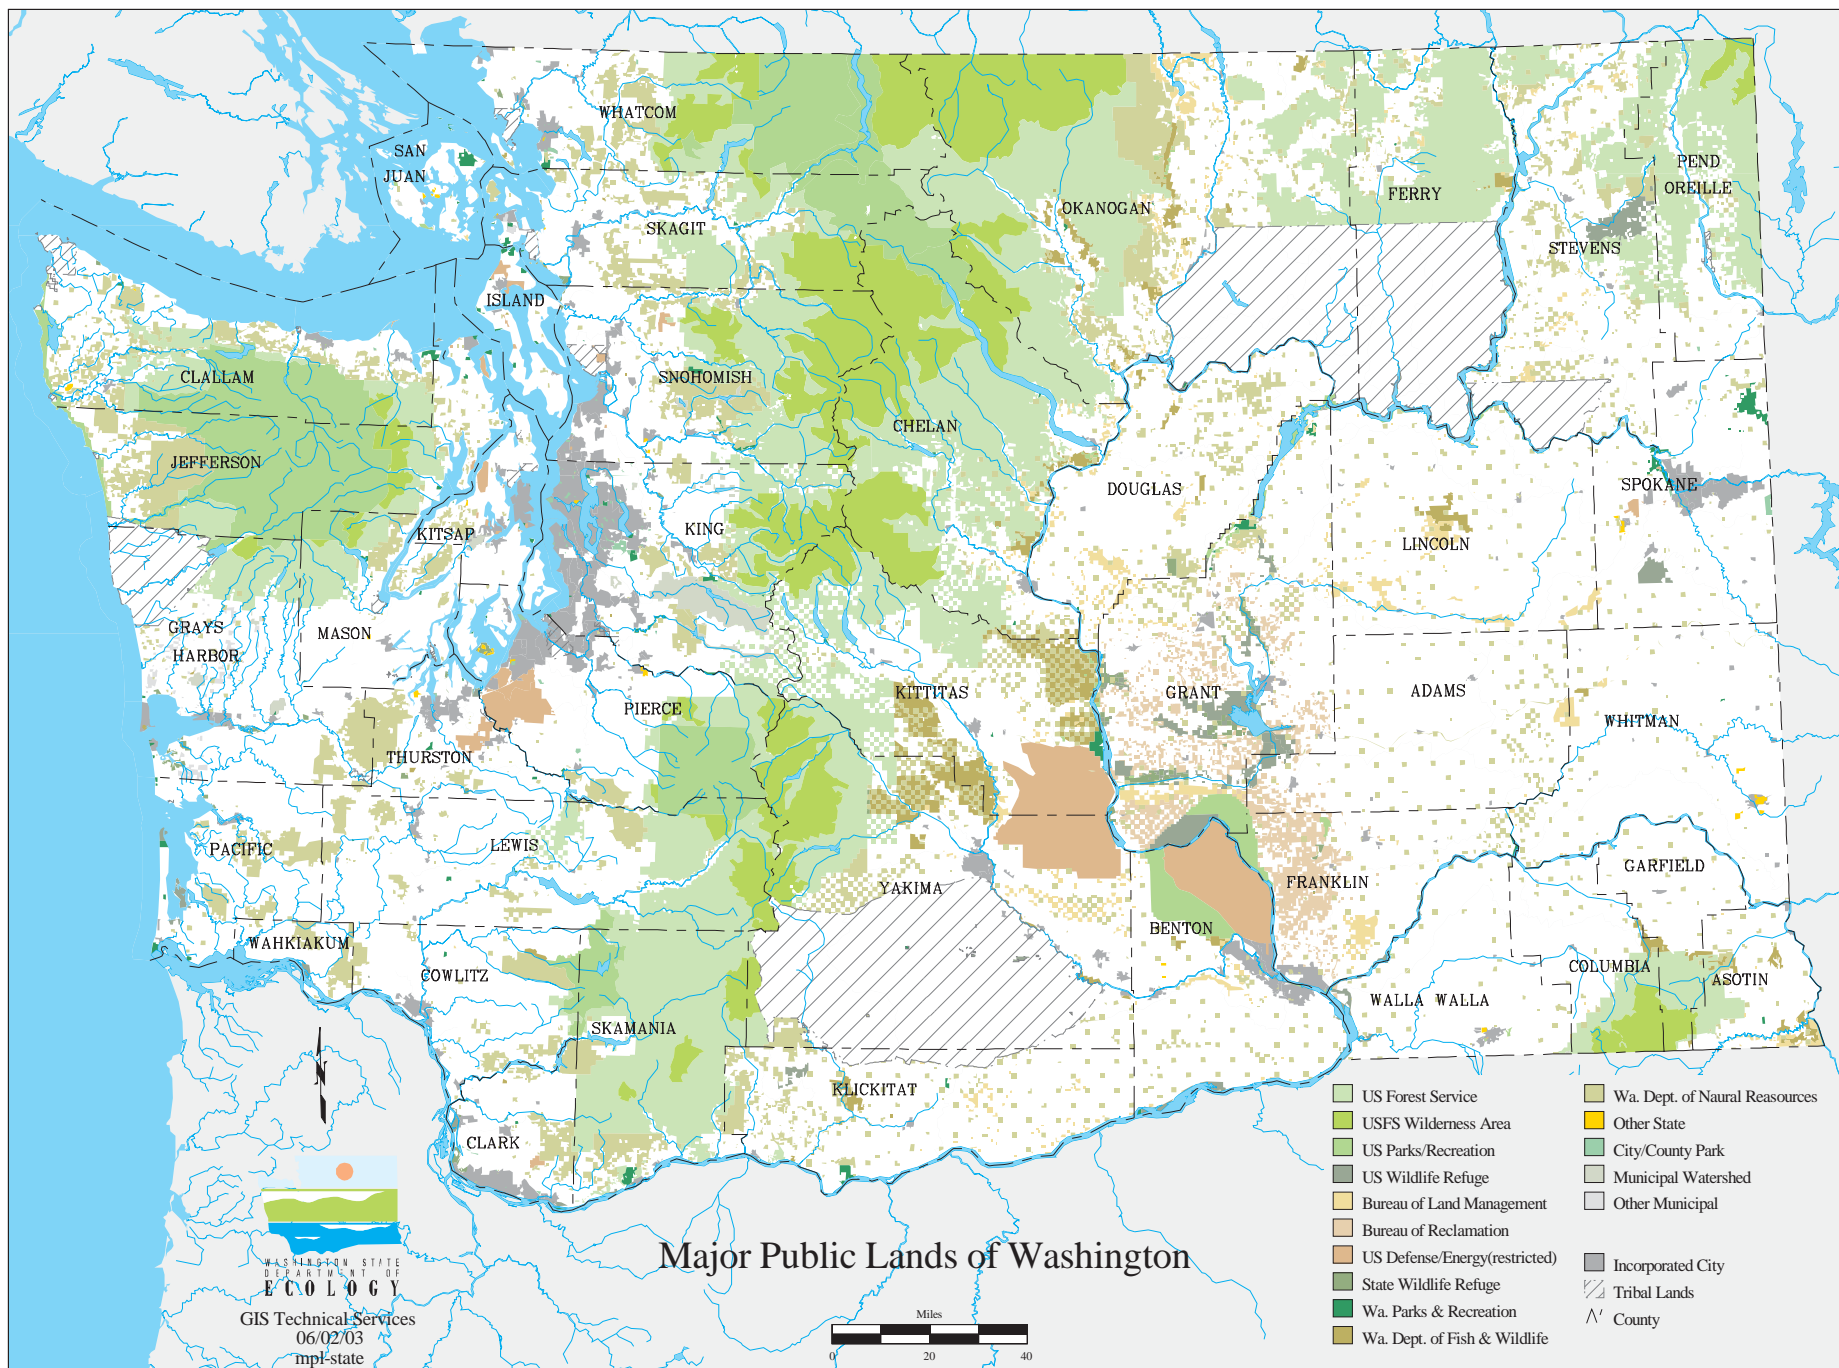 WHATCOM
SAN
JUAN
SKAGIT
ISLAND
OKANOGAN
FERRY
PEND
OREILLE
STEVENS
CLALLAM
SNOHOMISH
CHELAN
JEFFERSON
KITSAP
KING
DOUGLAS
LINCOLN
SPOKANE
GRAYS
HARBOR
MASON
KITTITAS
GRANT
ADAMS
WHITMAN
PIERCE
THURSTON
PACIFIC
LEWIS
YAKIMA
BENTON
FRANKLIN
GARFIELD
WAHKIAKUM
COWLITZ
COLUMBIA
ASOTIN
SKAMANIA
WALLA WALLA
KLICKITAT
CLARK
N
WASHINGTON STATE
DEPARTMENT OF
ECOLOGY
GIS Technical Services
06/02/03
mpl-state
Major Public Lands of Washington
Miles
0 20 40
US Forest Service
USFS Wilderness Area
US Parks/Recreation
US Wildlife Refuge
Bureau of Land Management
Bureau of Reclamation
US Defense/Energy(restricted)
State Wildlife Refuge
Wa. Parks & Recreation
Wa. Dept. of Fish & Wildlife
Wa. Dept. of Naural Reasources
Other State
City/County Park
Municipal Watershed
Other Municipal
Incorporated City
Tribal Lands
County